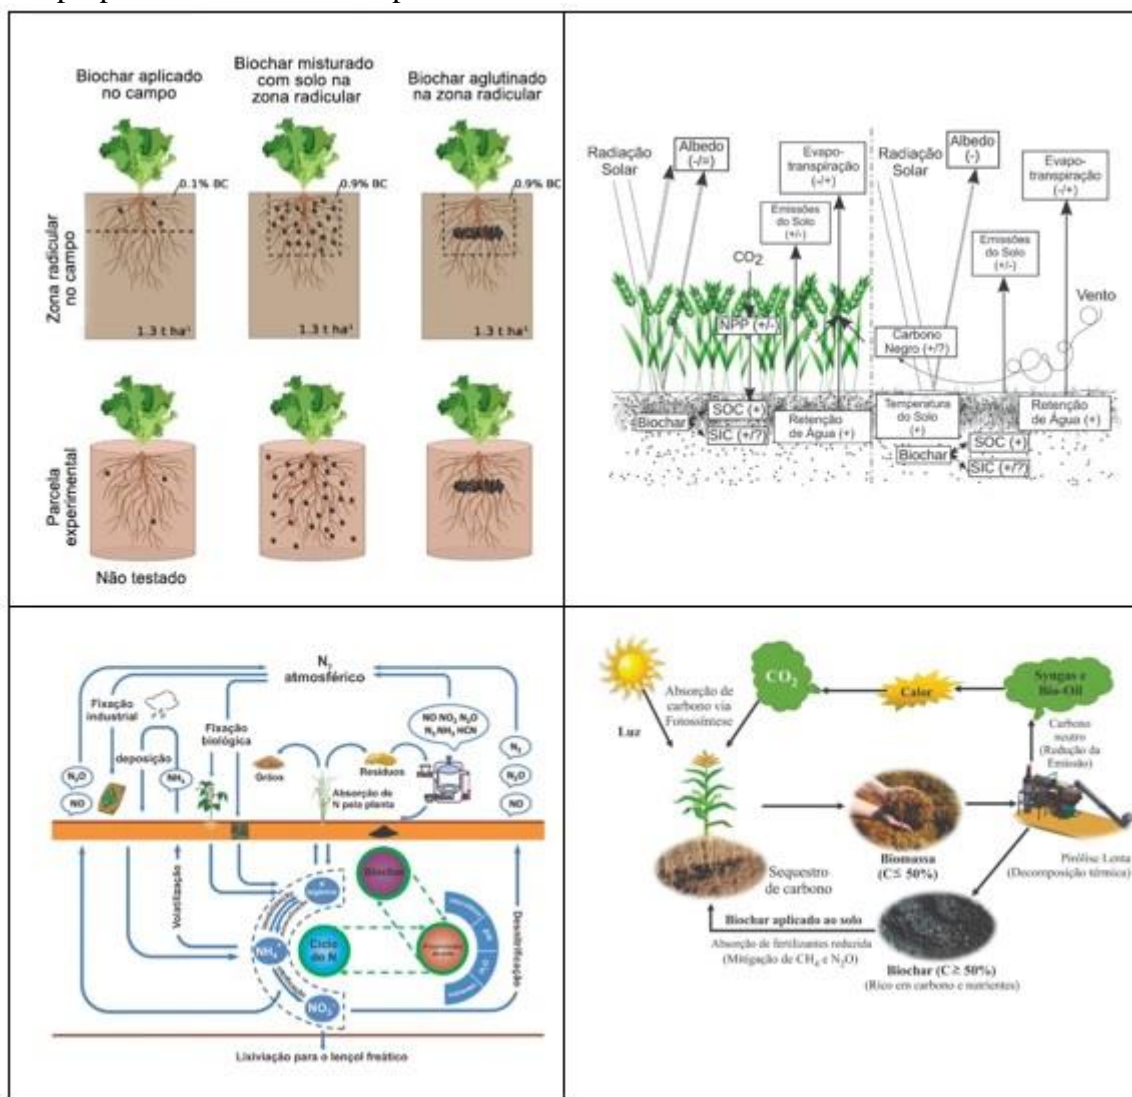 Biochar aplicado
no campo
Biochar misturado
com solo na
zona radicular
Biochar aglutinado
na zona radicular
0.1% BC
0.9% BC
0.9% BC
Zona radicular
no campo
1.3 t ha⁻¹
1.3 t ha⁻¹
1.3 t ha⁻¹
Parcela
experimental
Não testado
Radiação
Solar
Albedo
(-/=)
Evapo-
transpiração
(-/+)
Emissões
do Solo
(+/-)
CO2
NPP (+/-)
Biochar
SOC (+)
SIC (+/?)
Retenção
de Água (+)
Radiação
Solar
Albedo
(-)
Evapo-
transpiração
(-/+)
Emissões
do Solo
(+/-)
Vento
Carbono
Negro (+/?)
Temperatura
do Solo
(+)
Biochar
SOC (+)
SIC (+/?)
Retenção
de Água (+)
N2
atmosférico
Fixação
industrial
deposição
Fixação
biológica
N2O
NO
NH3
Grãos
Resíduos
Absorção de
N pela planta
NO NO2 N2O
N2 NH3 HCN
N2
N2O
NO
Volatilização
Biochar
NH4
Ciclo
do N
NO3
Desnitrificação
Lixiviação para o lençol freático
Luz
Absorção de
carbono via
Fotossíntese
CO2
Calor
Syngas e
Bio-Oil
Carbono
neutro
(Redução da
Emissão)
Biomassa
(C≤ 50%)
Pirólise Lenta
(Decomposição térmica)
Sequestro
de carbono
Biochar aplicado ao solo
Absorção de fertilizantes reduzida
(Mitigação de CH4 e N2O)
Biochar (C ≥ 50%)
(Rico em carbono e nutrientes)